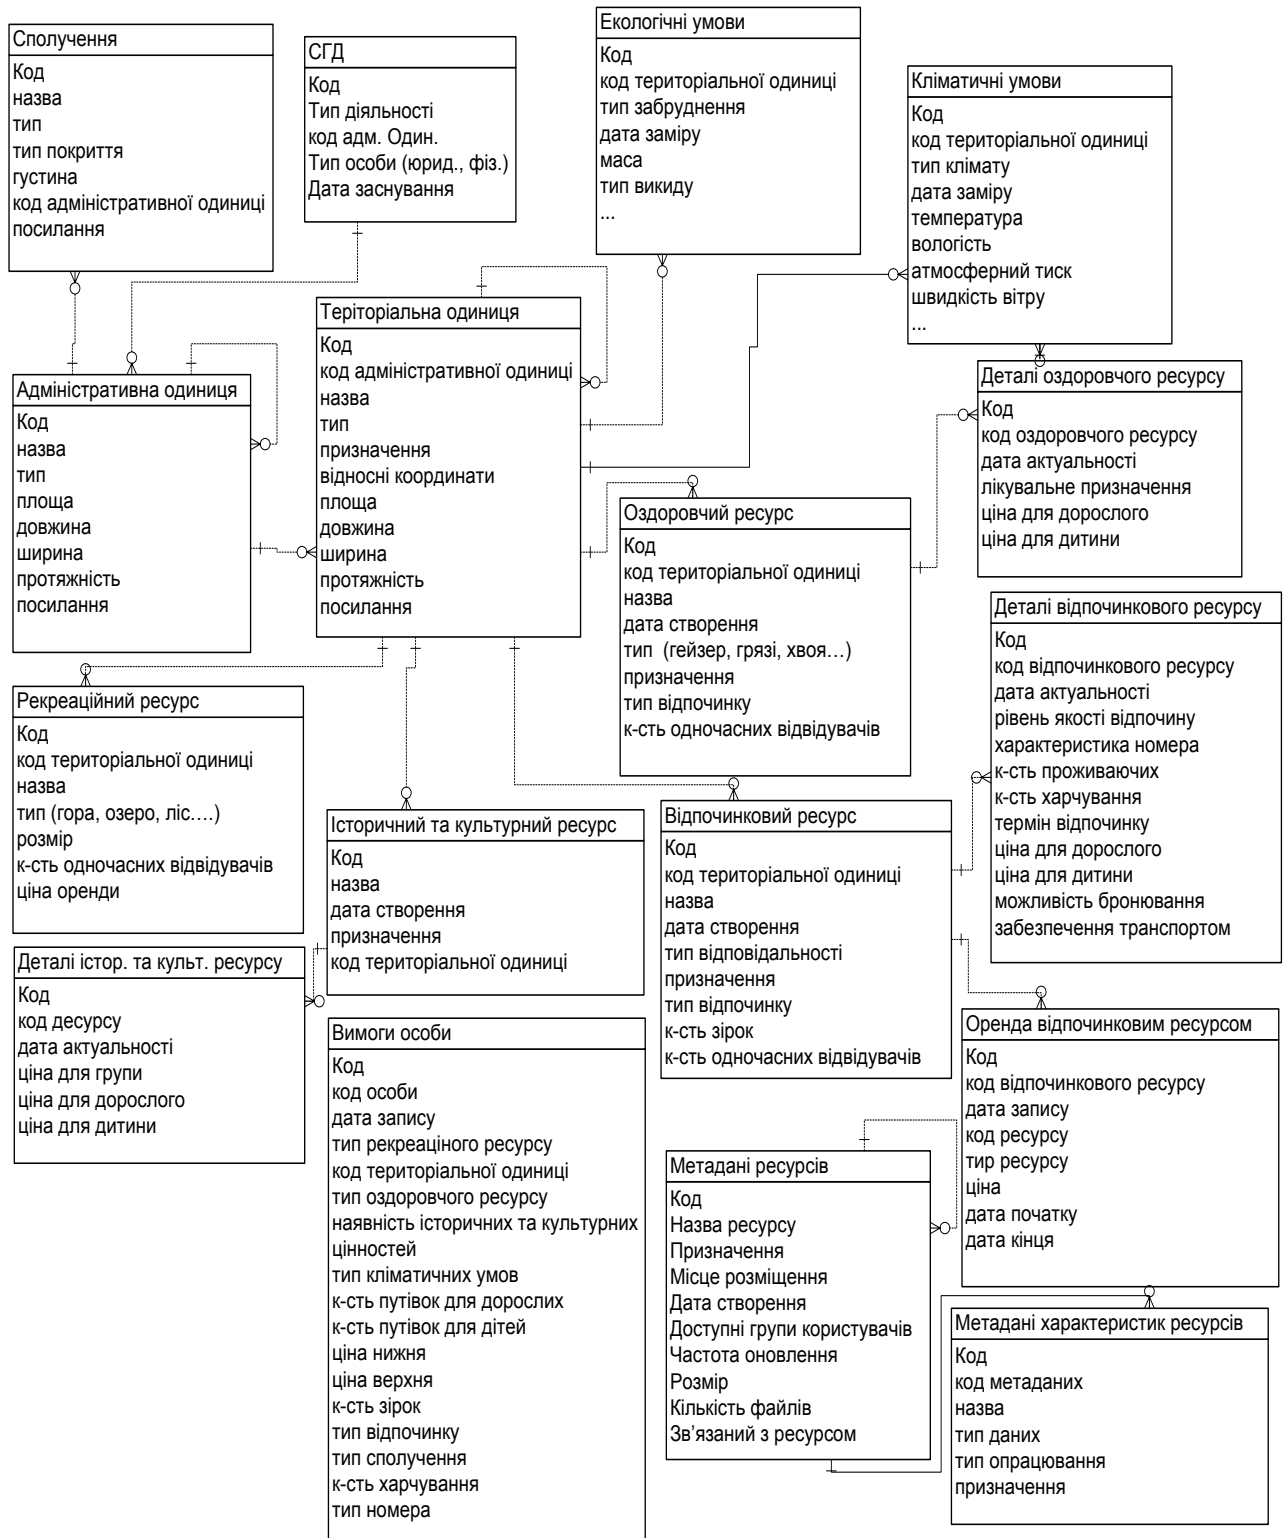 Сполучення
Код
назва
тип
тип покриття
густина
код адміністративної одиниці
посилання
СГД
Код
Тип діяльності
код адм. Один.
Тип особи (юрид., фіз.)
Дата заснування
Екологічні умови
Код
код територіальної одиниці
тип забруднення
дата заміру
маса
тип викиду
...
Кліматичні умови
Код
код територіальної одиниці
тип клімату
дата заміру
температура
вологість
атмосферний тиск
швидкість вітру
...
Адміністративна одиниця
Код
назва
тип
площа
довжина
ширина
протяжність
посилання
Теріторіальна одиниця
Код
код адміністративної одиниці
назва
тип
призначення
відносні координати
площа
довжина
ширина
протяжність
посилання
Оздоровчий ресурс
Код
код територіальної одиниці
назва
дата створення
тип (гейзер, грязі, хвоя…)
призначення
тип відпочинку
к-сть одночасних відвідувачів
Деталі оздоровчого ресурсу
Код
код оздоровчого ресурсу
дата актуальності
лікувальне призначення
ціна для дорослого
ціна для дитини
Деталі відпочинкового ресурсу
Код
код відпочинкового ресурсу
дата актуальності
рівень якості відпочину
характеристика номера
к-сть проживаючих
к-сть харчування
термін відпочинку
ціна для дорослого
ціна для дитини
можливість бронювання
забезпечення транспортом
Рекреаційний ресурс
Код
код територіальної одиниці
назва
тип (гора, озеро, ліс….)
розмір
к-сть одночасних відвідувачів
ціна оренди
Історичний та культурний ресурс
Код
назва
дата створення
призначення
код територіальної одиниці
Відпочинковий ресурс
Код
код територіальної одиниці
назва
дата створення
тип відповідальності
призначення
тип відпочинку
к-сть зірок
к-сть одночасних відвідувачів
Деталі істор. та культ. ресурсу
Код
код десурсу
дата актуальності
ціна для групи
ціна для дорослого
ціна для дитини
Вимоги особи
Код
код особи
дата запису
тип рекреаціного ресурсу
код територіальної одиниці
тип оздоровчого ресурсу
наявність історичних та культурних
цінностей
тип кліматичних умов
к-сть путівок для дорослих
к-сть путівок для дітей
ціна нижня
ціна верхня
к-сть зірок
тип відпочинку
тип сполучення
к-сть харчування
тип номера
Оренда відпочинковим ресурсом
Код
код відпочинкового ресурсу
дата запису
код ресурсу
тир ресурсу
ціна
дата початку
дата кінця
Метадані ресурсів
Код
Назва ресурсу
Призначення
Місце розміщення
Дата створення
Доступні групи користувачів
Частота оновлення
Розмір
Кількість файлів
Зв’язаний з ресурсом
Метадані характеристик ресурсів
Код
код метаданих
назва
тип даних
тип опрацювання
призначення